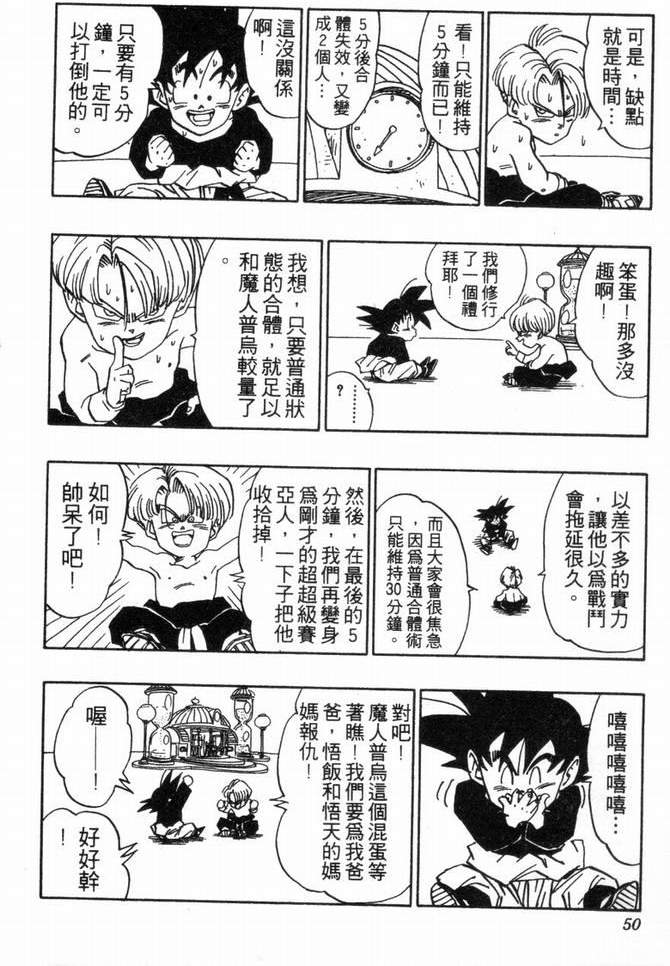 可是，缺點
就是時間…
看！只能維持
5分鐘而已！
5分後合
體失效，又變
成2個人…
這沒關係
啊！
只要有5分
鐘，一定可
以打倒他的。
笨蛋！那多沒
趣啊！
我們修行
了一個禮
拜耶！
……？
我想，只要普通狀
態的合體，就足以
和魔人普烏較量了
以差不多的實力
，讓他以為戰鬥
會拖延很久。
而且大家會很焦急
，因為普通合體術
只能維持30分鐘。
然後，在最後的5
分鐘，我們再變身
為剛才的超超級賽
亞人，一下子把他
收拾掉！
如何！
帥呆了吧！
嘻嘻嘻嘻嘻…
對吧！
魔人普烏這個混蛋等
著瞧！我們要為我爸
爸，悟飯和悟天的媽
媽報仇！
喔——！
好好幹
！
50